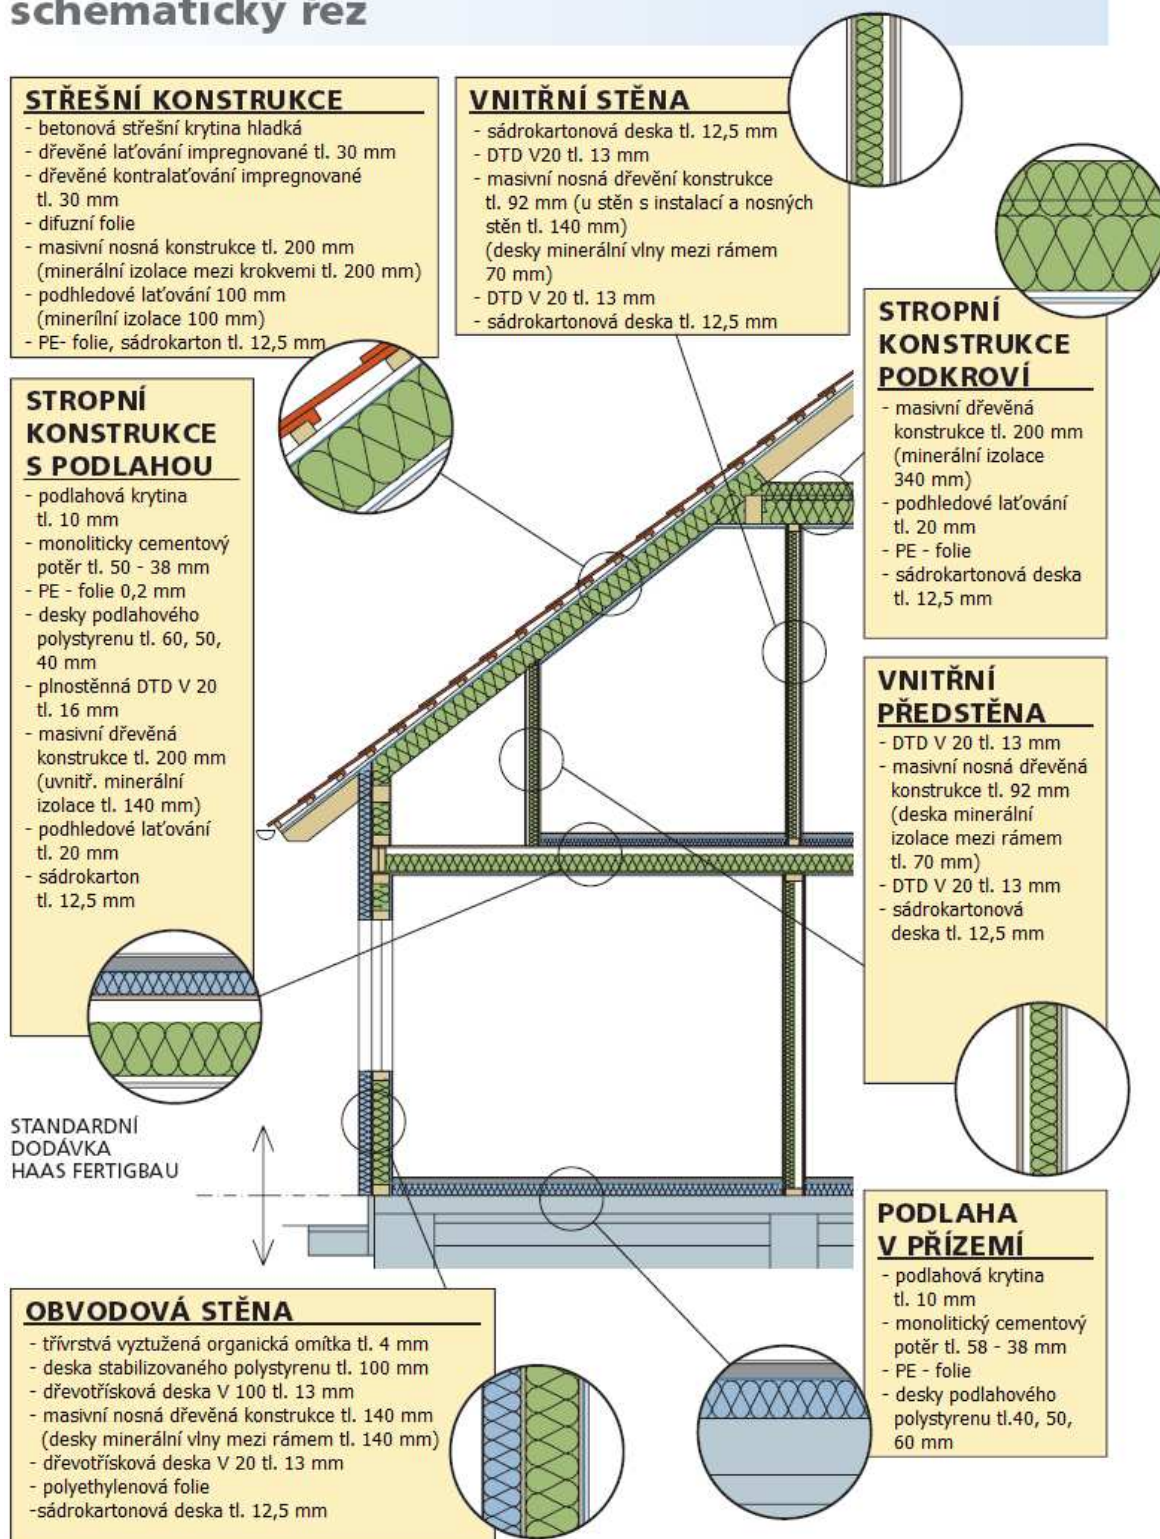 schematický řez
STŘEŠNÍ KONSTRUKCE
- betonová střešní krytina hladká
- dřevěné laťování impregnované tl. 30 mm
- dřevěné kontralaťování impregnované
tl. 30 mm
- difuzní folie
- masivní nosná konstrukce tl. 200 mm
(minerální izolace mezi krokvemi tl. 200 mm)
- podhledové laťování 100 mm
(minerílní izolace 100 mm)
- PE- folie, sádrokarton tl. 12,5 mm
VNITŘNÍ STĚNA
- sádrokartonová deska tl. 12,5 mm
- DTD V20 tl. 13 mm
- masivní nosná dřevění konstrukce
tl. 92 mm (u stěn s instalací a nosných
stěn tl. 140 mm)
(desky minerální vlny mezi rámem
70 mm)
- DTD V 20 tl. 13 mm
- sádrokartonová deska tl. 12,5 mm
STROPNÍ
KONSTRUKCE
PODKROVÍ
- masivní dřevěná
konstrukce tl. 200 mm
(minerální izolace
340 mm)
- podhledové laťování
tl. 20 mm
- PE - folie
- sádrokartonová deska
tl. 12,5 mm
STROPNÍ
KONSTRUKCE
S PODLAHOU
- podlahová krytina
tl. 10 mm
- monoliticky cementový
potěr tl. 50 - 38 mm
- PE - folie 0,2 mm
- desky podlahového
polystyrenu tl. 60, 50,
40 mm
- plnostěnná DTD V 20
tl. 16 mm
- masivní dřevěná
konstrukce tl. 200 mm
(uvnitř. minerální
izolace tl. 140 mm)
- podhledové laťování
tl. 20 mm
- sádrokarton
tl. 12,5 mm
VNITŘNÍ
PŘEDSTĚNA
- DTD V 20 tl. 13 mm
- masivní nosná dřevěná
konstrukce tl. 92 mm
(deska minerální
izolace mezi rámem
tl. 70 mm)
- DTD V 20 tl. 13 mm
- sádrokartonová
deska tl. 12,5 mm
STANDARDNÍ
DODÁVKA
HAAS FERTIGBAU
PODLAHA
V PŘÍZEMÍ
- podlahová krytina
tl. 10 mm
- monolitický cementový
potěr tl. 58 - 38 mm
- PE - folie
- desky podlahového
polystyrenu tl.40, 50,
60 mm
OBVODOVÁ STĚNA
- třívrstvá vyztužená organická omítka tl. 4 mm
- deska stabilizovaného polystyrenu tl. 100 mm
- dřevotřísková deska V 100 tl. 13 mm
- masivní nosná dřevěná konstrukce tl. 140 mm
(desky minerální vlny mezi rámem tl. 140 mm)
- dřevotřísková deska V 20 tl. 13 mm
- polyethylenová folie
-sádrokartonová deska tl. 12,5 mm